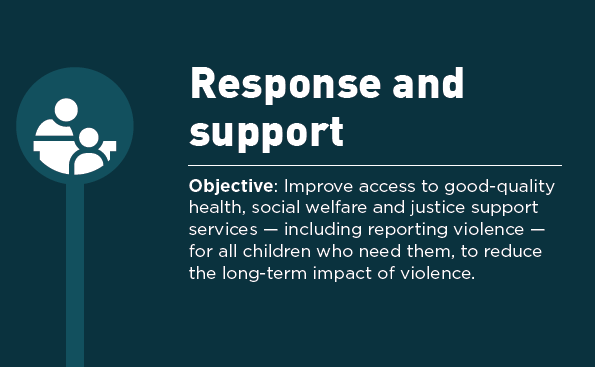 Response and
support
Objective: Improve access to good-quality
health, social welfare and justice support
services — including reporting violence —
for all children who need them, to reduce
the long-term impact of violence.